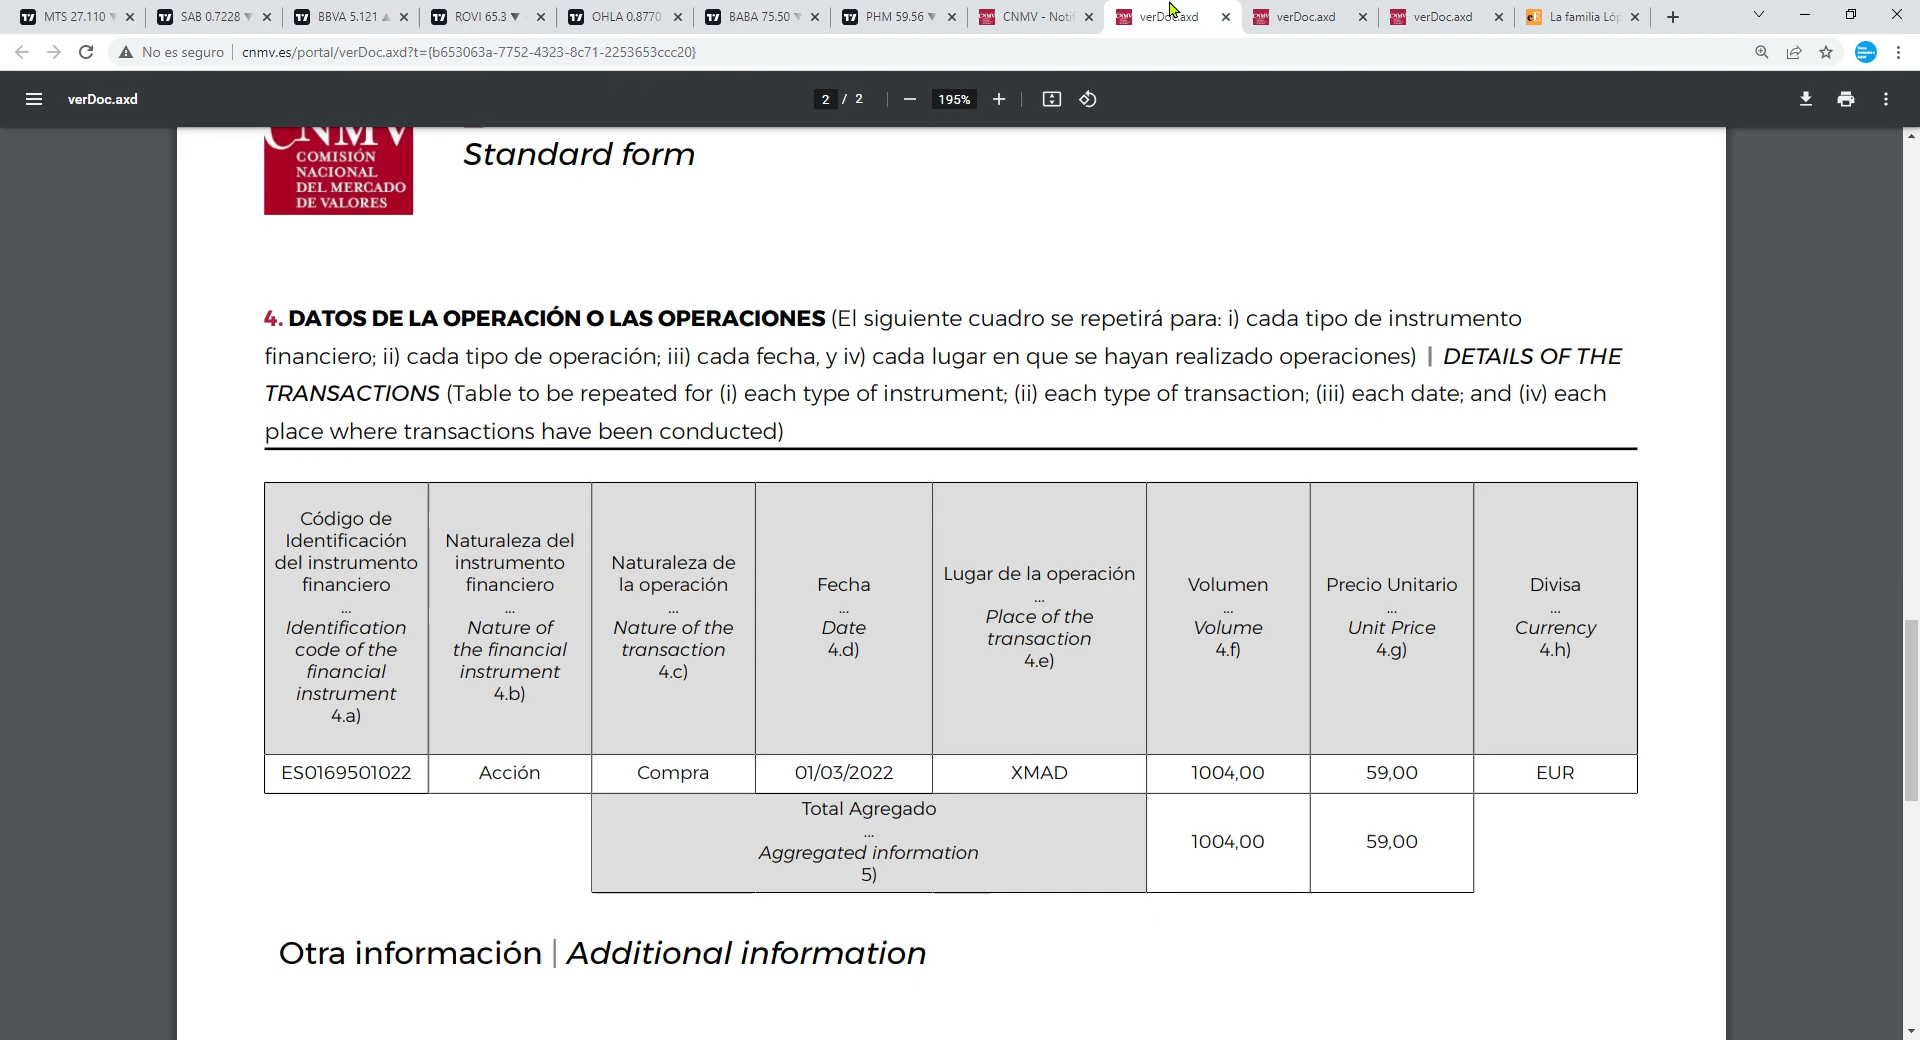 MTS 27.110 ▼
SAB 0.7228 ▼
BBVA 5.121 ▲
ROVI 65.3 ▼
OHLA 0.8770
BABA 75.50 ▼
PHM 59.56 ▼
CNMV - Notif
verDoc.axd
verDoc.axd
verDoc.axd
La familia Lóp
No es seguro | cnmv.es/portal/verDoc.axd?t={b653063a-7752-4323-8c71-2253653ccc20}
verDoc.axd
2 / 2
195%
CNMV
COMISIÓN
NACIONAL
DEL MERCADO
DE VALORES
Standard form
4. DATOS DE LA OPERACIÓN O LAS OPERACIONES (El siguiente cuadro se repetirá para: i) cada tipo de instrumento
financiero; ii) cada tipo de operación; iii) cada fecha, y iv) cada lugar en que se hayan realizado operaciones) | DETAILS OF THE
TRANSACTIONS (Table to be repeated for (i) each type of instrument; (ii) each type of transaction; (iii) each date; and (iv) each
place where transactions have been conducted)
Código de
Identificación
del instrumento
financiero
...
Identification
code of the
financial
instrument
4.a)
Naturaleza del
instrumento
financiero
...
Nature of
the financial
instrument
4.b)
Naturaleza de
la operación
...
Nature of the
transaction
4.c)
Fecha
...
Date
4.d)
Lugar de la operación
...
Place of the
transaction
4.e)
Volumen
...
Volume
4.f)
Precio Unitario
...
Unit Price
4.g)
Divisa
...
Currency
4.h)
ES0169501022 Acción Compra 01/03/2022 XMAD 1004,00 59,00 EUR
Total Agregado
...
Aggregated information
5)
1004,00 59,00
Otra información | Additional information